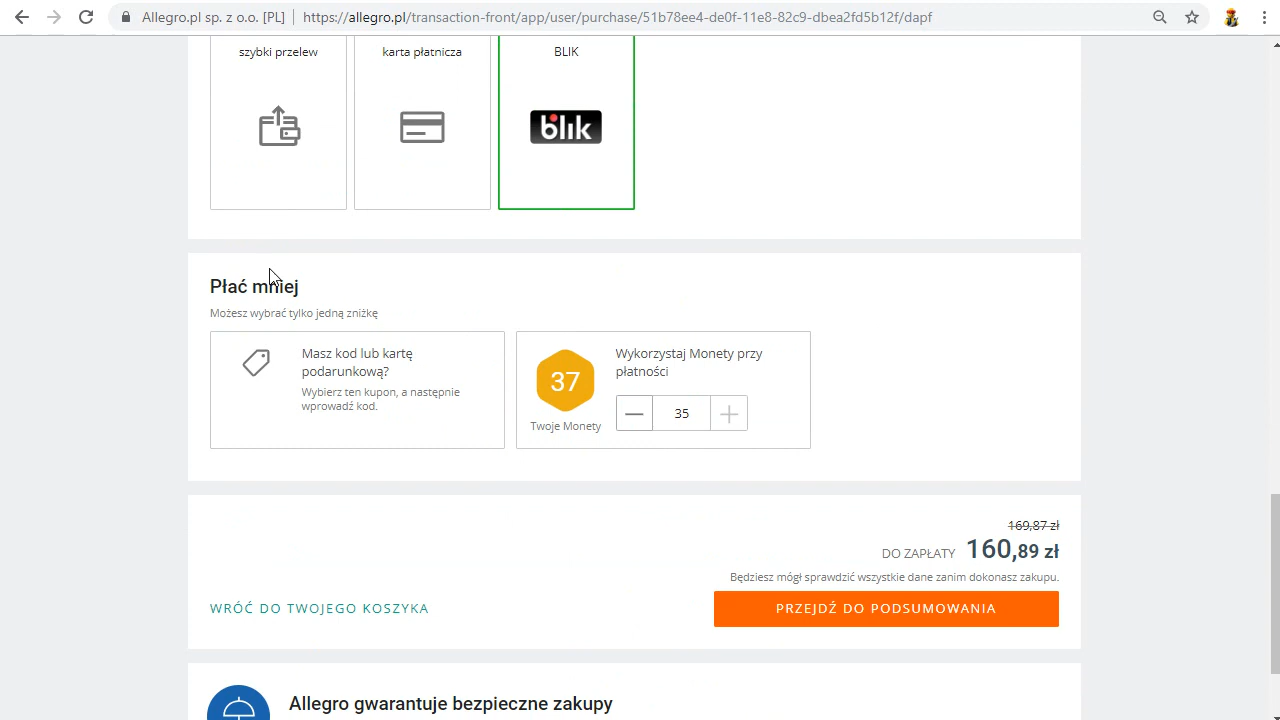 Allegro.pl sp. z o.o. [PL] https://allegro.pl/transaction-front/app/user/purchase/51b78ee4-de0f-11e8-82c9-dbea2fd5b12f/dapf
szybki przelew
karta płatnicza
BLIK
blik
Płać mniej
Możesz wybrać tylko jedną zniżkę
Masz kod lub kartę
podarunkową?
Wybierz ten kupon, a następnie
wprowadź kod.
37
Twoje Monety
Wykorzystaj Monety przy
płatności
35
169,87 zł
DO ZAPŁATY 160,89 zł
Będziesz mógł sprawdzić wszystkie dane zanim dokonasz zakupu.
WRÓĆ DO TWOJEGO KOSZYKA
PRZEJDŹ DO PODSUMOWANIA
Allegro gwarantuje bezpieczne zakupy